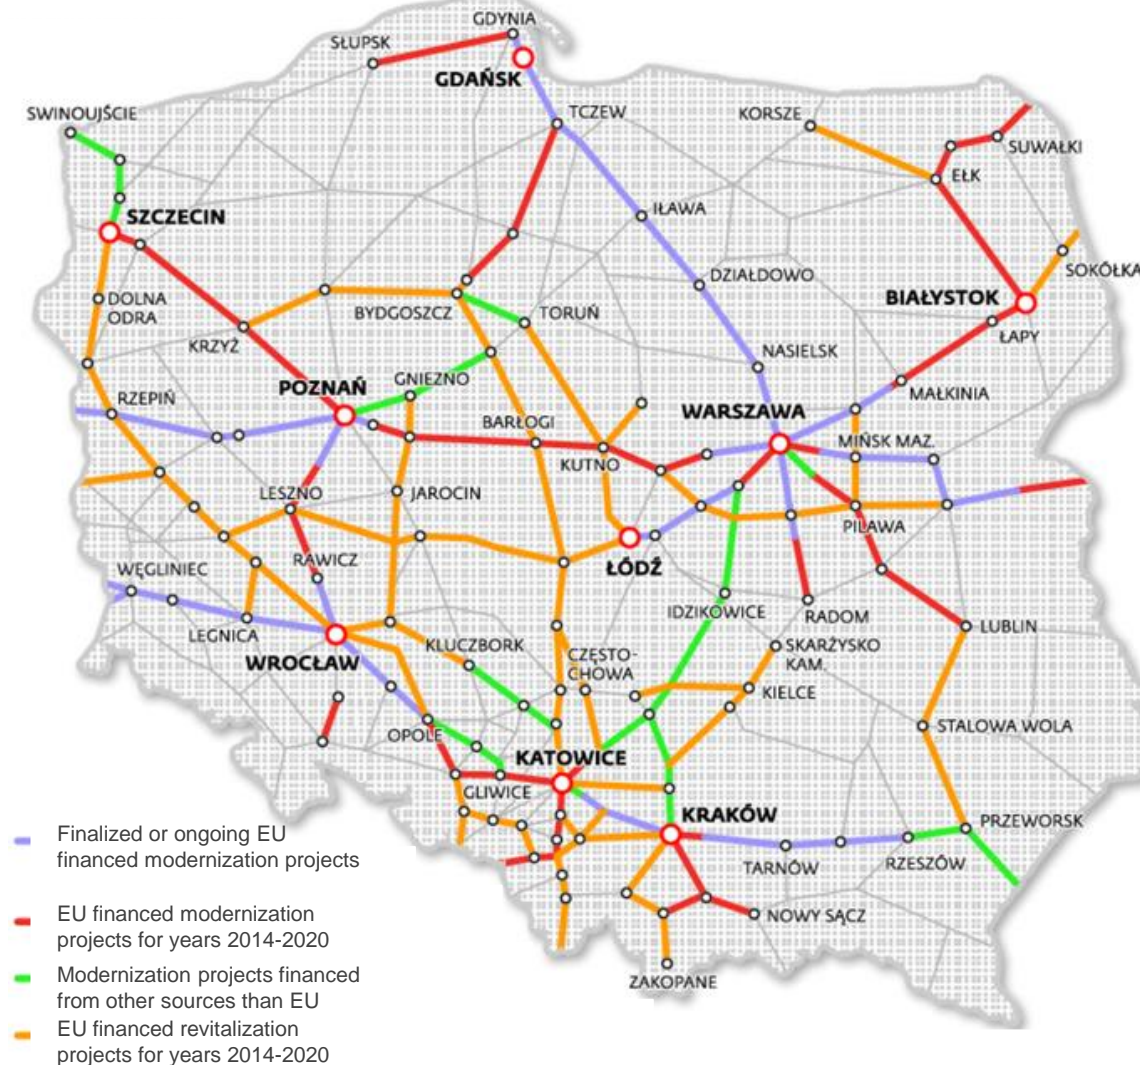 GDYNIA
SŁUPSK
GDAŃSK
SWINOUJŚCIE
TCZEW
KORSZE
SUWAŁKI
EŁK
SZCZECIN
IŁAWA
SOKÓŁKA
DZIAŁDOWO
DOLNA
ODRA
BIAŁYSTOK
BYDGOSZCZ
TORUŃ
ŁAPY
KRZYŻ
NASIELSK
POZNAŃ
GNIEZNO
MAŁKINIA
RZEPIŃ
BARŁOGI
WARSZAWA
MIŃSK MAZ.
KUTNO
LESZNO
JAROCIN
PILAWA
RAWICZ
ŁÓDŹ
WĘGLINIEC
IDZIKOWICE
RADOM
LUBLIN
LEGNICA
KLUCZBORK
SKARŻYSKO
KAM.
WROCŁAW
CZĘSTO-
CHOWA
KIELCE
STALOWA WOLA
OPOLE
KATOWICE
GLIWICE
KRAKÓW
PRZEWORSK
TARNÓW
RZESZÓW
NOWY SĄCZ
ZAKOPANE
Finalized or ongoing EU
financed modernization projects
EU financed modernization
projects for years 2014-2020
Modernization projects financed
from other sources than EU
EU financed revitalization
projects for years 2014-2020